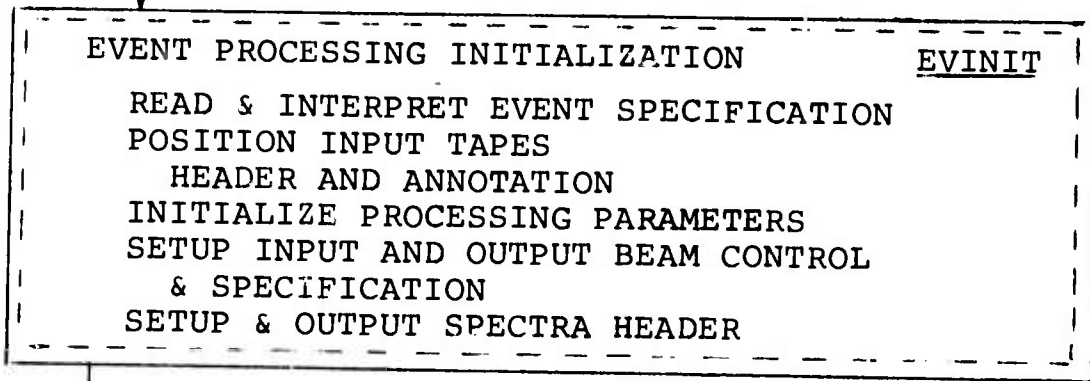 EVENT PROCESSING INITIALIZATION EVINIT
READ & INTERPRET EVENT SPECIFICATION
POSITION INPUT TAPES
HEADER AND ANNOTATION
INITIALIZE PROCESSING PARAMETERS
SETUP INPUT AND OUTPUT BEAM CONTROL
& SPECIFICATION
SETUP & OUTPUT SPECTRA HEADER